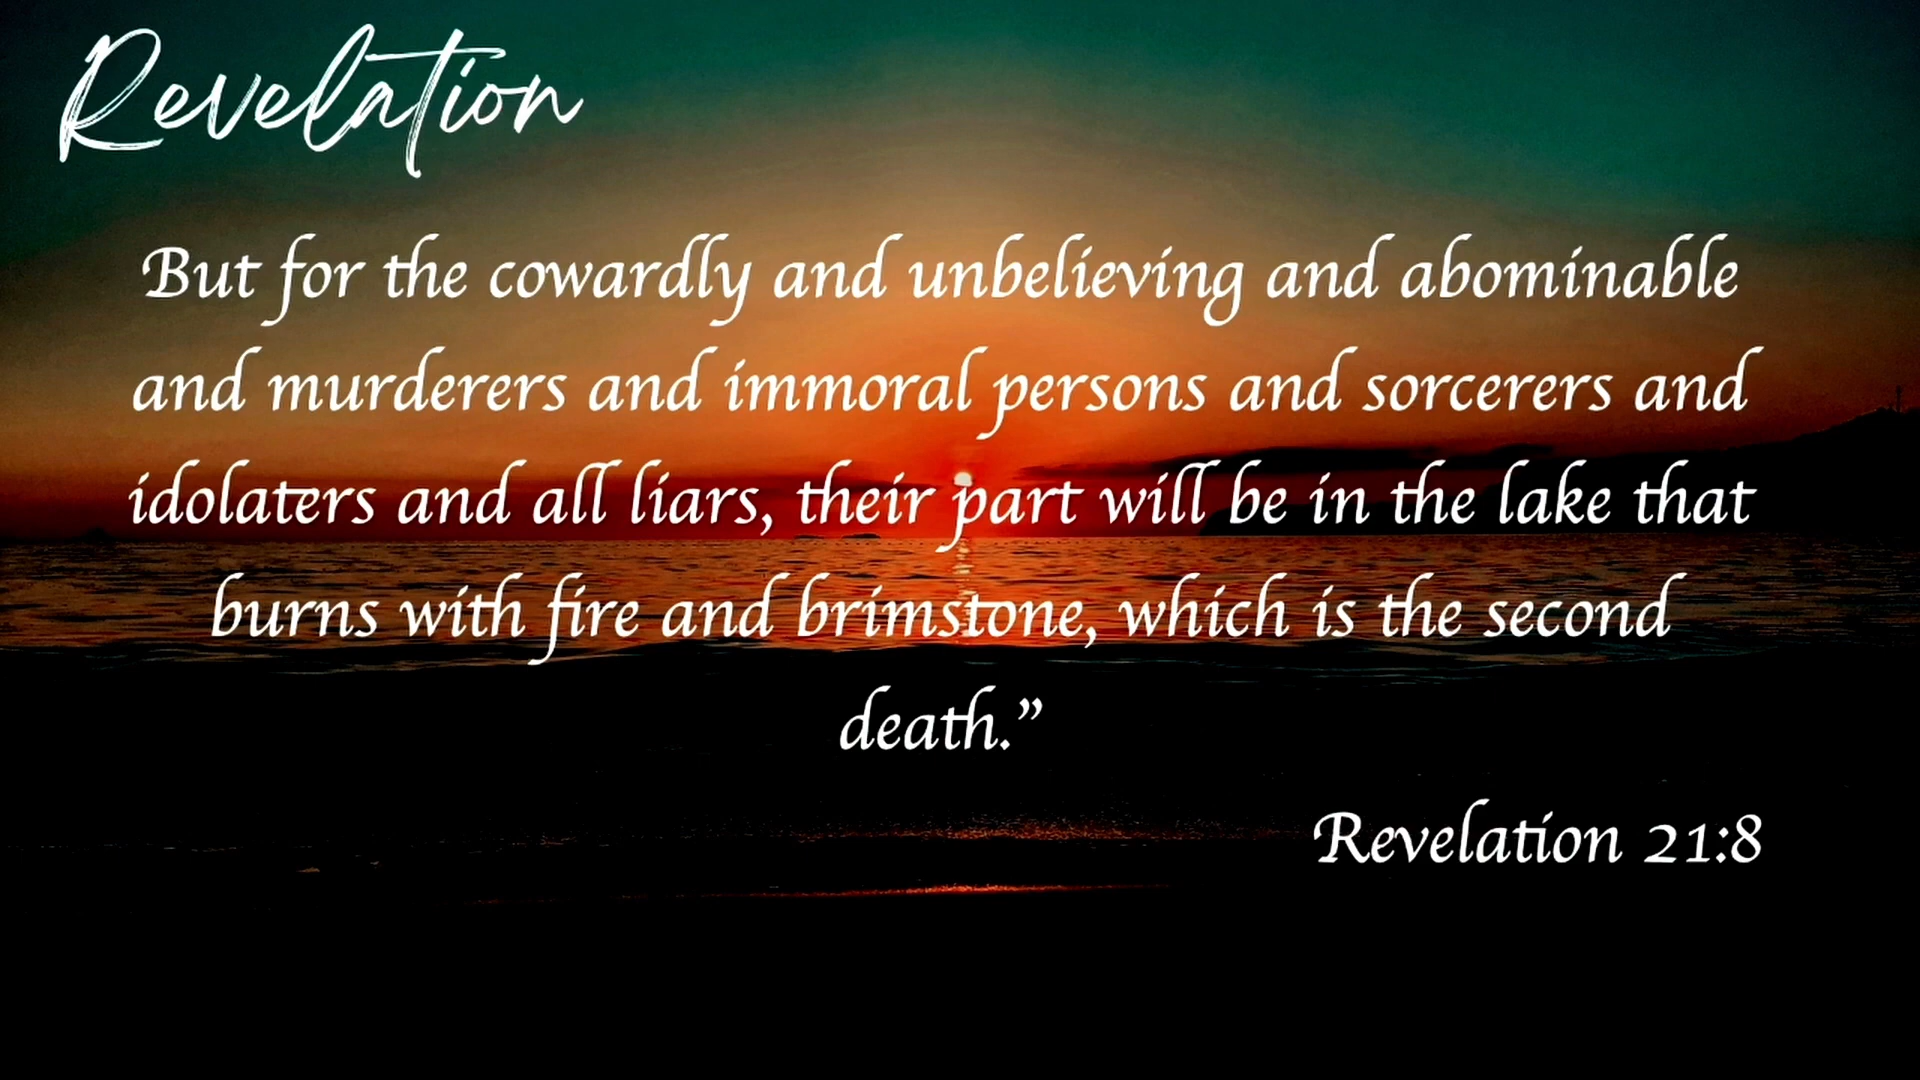 Revelation
But for the cowardly and unbelieving and abominable
and murderers and immoral persons and sorcerers and
idolaters and all liars, their part will be in the lake that
burns with fire and brimstone, which is the second
death.”
Revelation 21:8